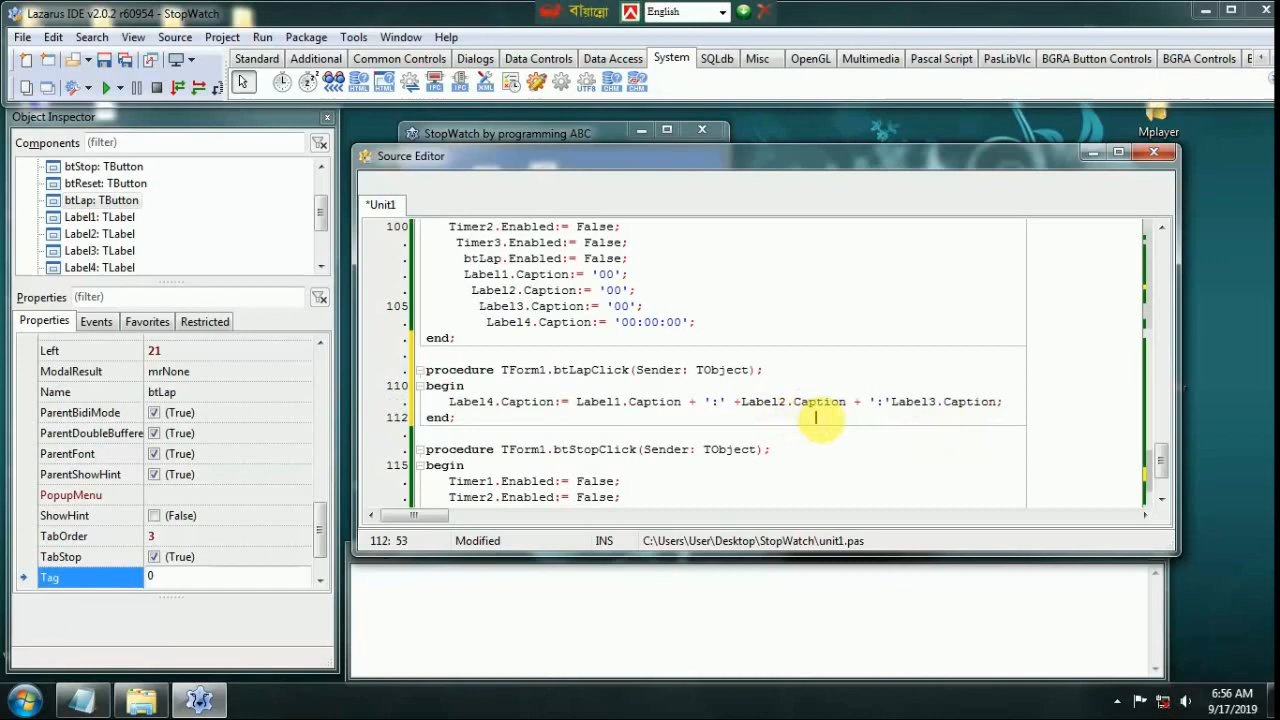 Lazarus IDE v2.0.2 r60954 - StopWatch
বায়ান্নো
English
File Edit Search View Source Project Run Package Tools Window Help
Standard Additional Common Controls Dialogs Data Controls Data Access System SQLdb Misc OpenGL Multimedia Pascal Script PasLibVlc BGRA Button Controls BGRA Controls
Object Inspector
Components (filter)
btStop: TButton
btReset: TButton
btLap: TButton
Label1: TLabel
Label2: TLabel
Label3: TLabel
Label4: TLabel
Properties (filter)
Properties Events Favorites Restricted
Left 21
ModalResult mrNone
Name btLap
ParentBidiMode (True)
ParentDoubleBuffere (True)
ParentFont (True)
ParentShowHint (True)
PopupMenu
ShowHint (False)
TabOrder 3
TabStop (True)
Tag 0
StopWatch by programming ABC
Mplayer
Source Editor
*Unit1
100 Timer2.Enabled:= False;
. Timer3.Enabled:= False;
. btLap.Enabled:= False;
. Label1.Caption:= '00';
. Label2.Caption:= '00';
105 Label3.Caption:= '00';
. Label4.Caption:= '00:00:00';
. end;
.
. procedure TForm1.btLapClick(Sender: TObject);
110 begin
. Label4.Caption:= Label1.Caption + ':' +Label2.Caption + ':'Label3.Caption;
112 end;
.
. procedure TForm1.btStopClick(Sender: TObject);
115 begin
. Timer1.Enabled:= False;
. Timer2.Enabled:= False;
112: 53 Modified INS C:\Users\User\Desktop\StopWatch\unit1.pas
6:56 AM
9/17/2019